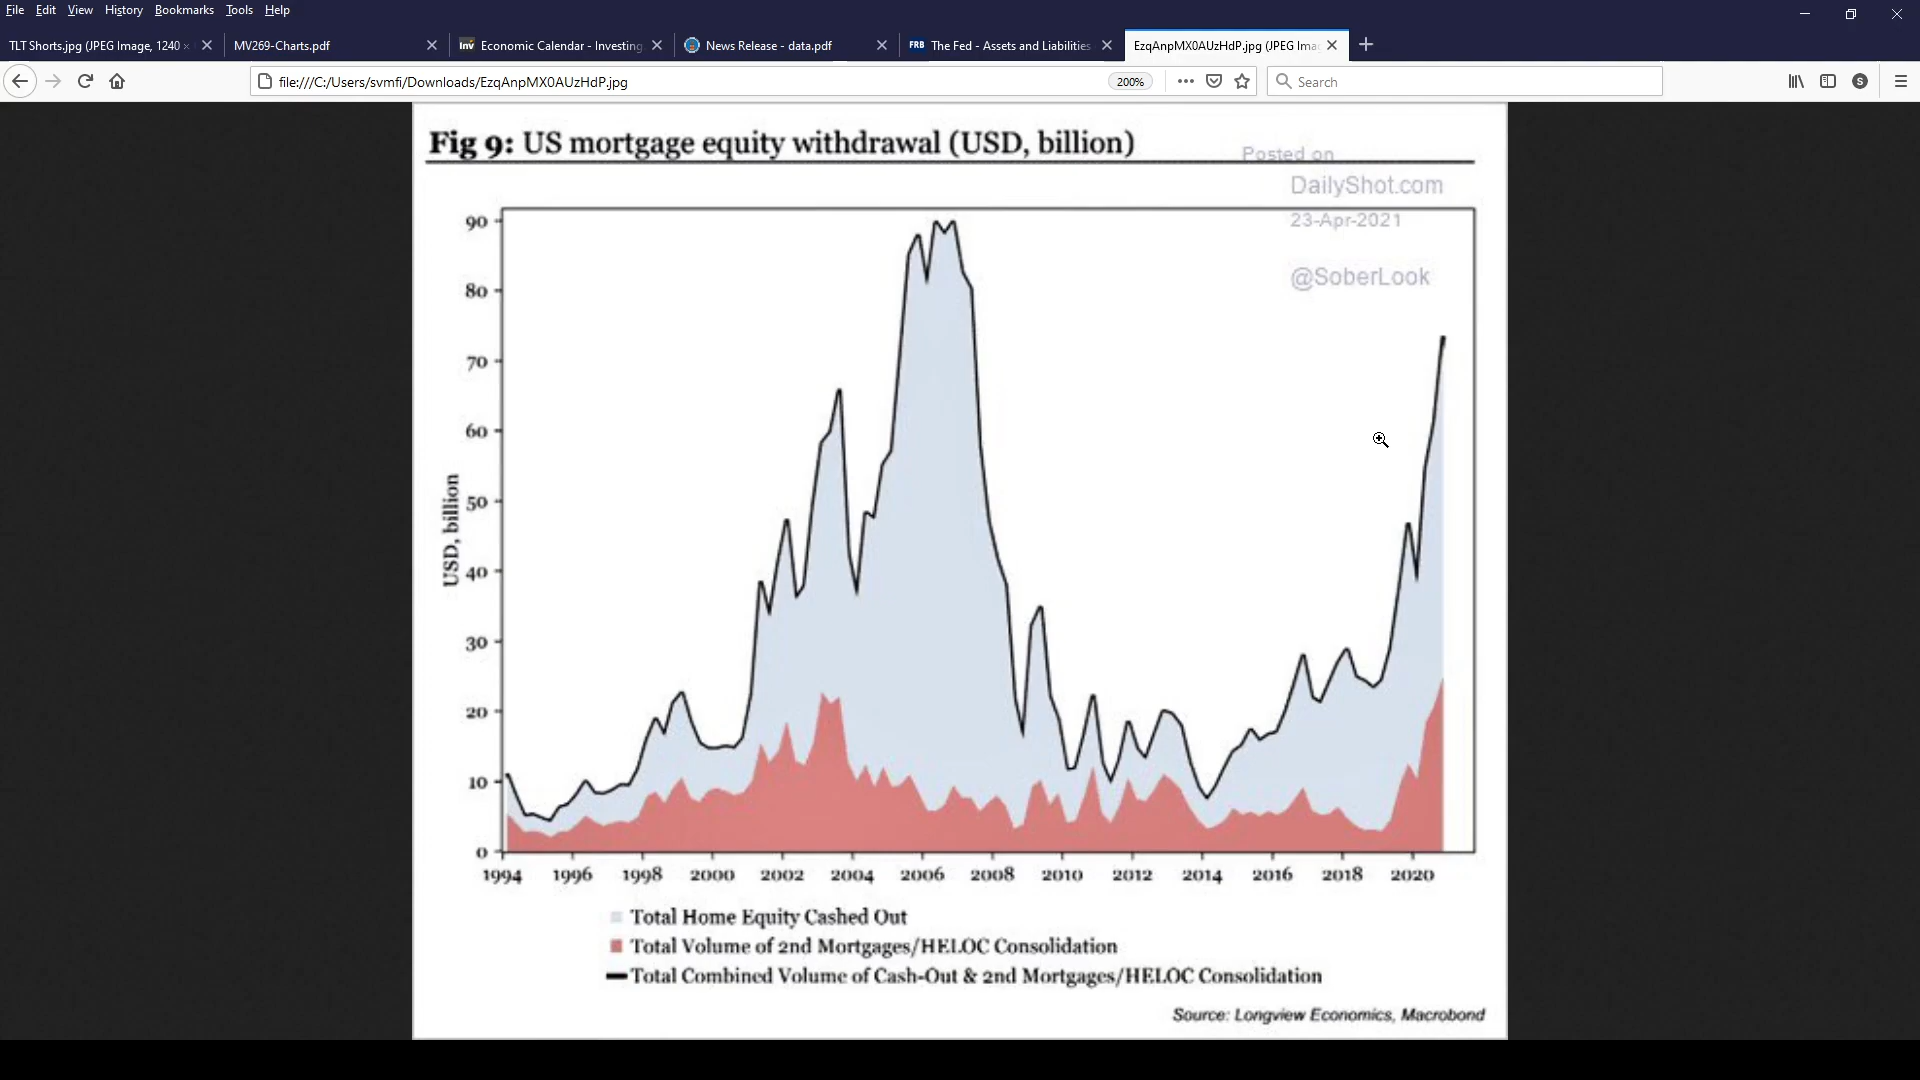 File Edit View History Bookmarks Tools Help
TLT Shorts.jpg (JPEG Image, 1240 × MV269-Charts.pdf Inv Economic Calendar - Investing News Release - data.pdf FRB The Fed - Assets and Liabilities EzqAnpMX0AUzHdP.jpg (JPEG Ima
file:///C:/Users/svmfi/Downloads/EzqAnpMX0AUzHdP.jpg 200% Search S
Fig 9: US mortgage equity withdrawal (USD, billion)
Posted on
DailyShot.com
23-Apr-2021
@SoberLook
USD, billion
90
80
70
60
50
40
30
20
10
0
1994 1996 1998 2000 2002 2004 2006 2008 2010 2012 2014 2016 2018 2020
Total Home Equity Cashed Out
Total Volume of 2nd Mortgages/HELOC Consolidation
Total Combined Volume of Cash-Out & 2nd Mortgages/HELOC Consolidation
Source: Longview Economics, Macrobond